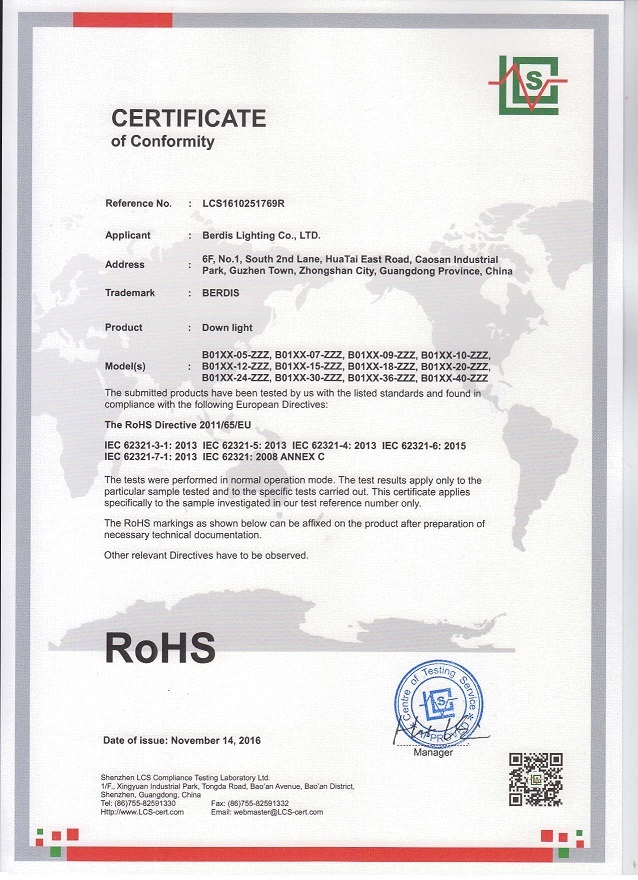 LCS
CERTIFICATE
of Conformity
Reference No. : LCS1610251769R
Applicant : Berdis Lighting Co., LTD.
Address : 6F, No.1, South 2nd Lane, HuaTai East Road, Caosan Industrial
Park, Guzhen Town, Zhongshan City, Guangdong Province, China
Trademark : BERDIS
Product : Down light
Model(s) : B01XX-05-ZZZ, B01XX-07-ZZZ, B01XX-09-ZZZ, B01XX-10-ZZZ,
B01XX-12-ZZZ, B01XX-15-ZZZ, B01XX-18-ZZZ, B01XX-20-ZZZ,
B01XX-24-ZZZ, B01XX-30-ZZZ, B01XX-36-ZZZ, B01XX-40-ZZZ
The submitted products have been tested by us with the listed standards and found in
compliance with the following European Directives:
The RoHS Directive 2011/65/EU
IEC 62321-3-1: 2013 IEC 62321-5: 2013 IEC 62321-4: 2013 IEC 62321-6: 2015
IEC 62321-7-1: 2013 IEC 62321: 2008 ANNEX C
The tests were performed in normal operation mode. The test results apply only to the
particular sample tested and to the specific tests carried out. This certificate applies
specifically to the sample investigated in our test reference number only.
The RoHS markings as shown below can be affixed on the product after preparation of
necessary technical documentation.
Other relevant Directives have to be observed.
RoHS
Centre of Testing Service
LCS
APPROVED
Date of issue: November 14, 2016
Manager
Shenzhen LCS Compliance Testing Laboratory Ltd.
1/F., Xingyuan Industrial Park, Tongda Road, Bao'an Avenue, Bao'an District,
Shenzhen, Guangdong, China
Tel: (86)755-82591330 Fax: (86)755-82591332
Http://www.LCS-cert.com Email: webmaster@LCS-cert.com